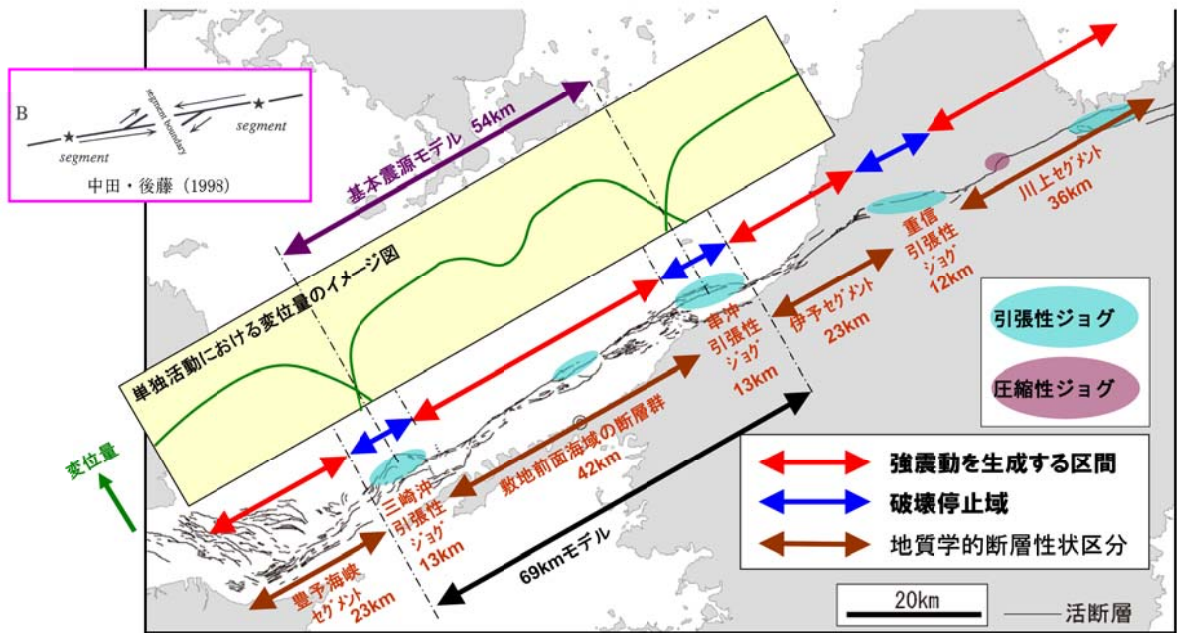 B
segment
segment boundary
segment
中田・後藤（1998）
基本震源モデル 54km
単独活動における変位量のイメージ図
変位量
川上セグメント
36km
重信
引張性
ジョグ
12km
伊予セグメント
23km
串沖
引張性
ジョグ
13km
敷地前面海域の断層群
42km
三崎沖
引張性
ジョグ
13km
豊予海峡
セグメント
23km
69kmモデル
引張性ジョグ
圧縮性ジョグ
強震動を生成する区間
破壊停止域
地質学的断層性状区分
20km
活断層